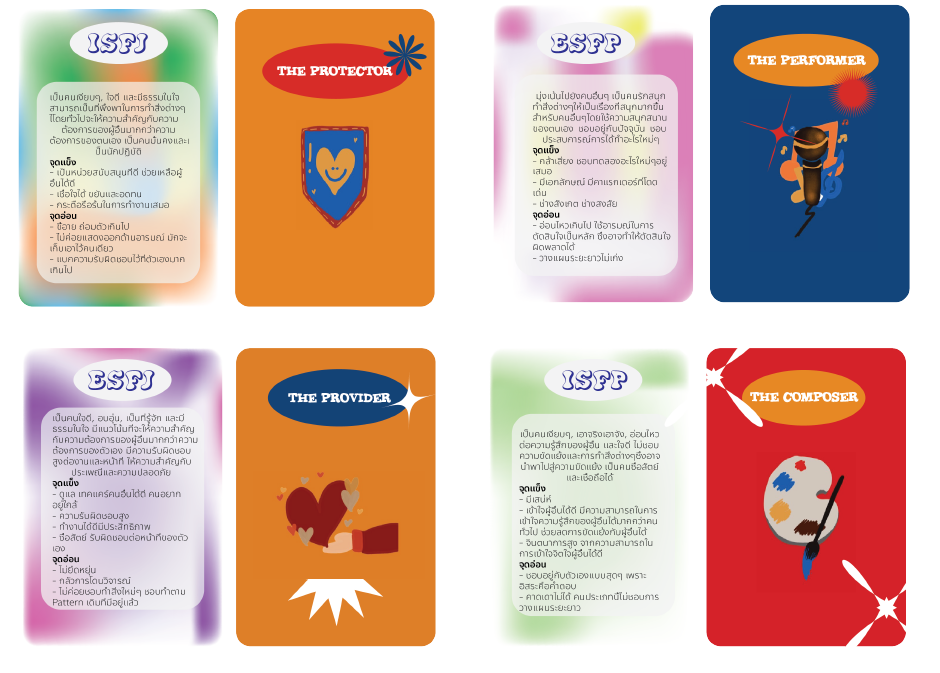 ISFJ
เป็นคนเงียบๆ, ใจดี และมีธรรมในใจ
สามารถเป็นที่พึ่งพาในการทำสิ่งต่างๆ
โดยทั่วไปจะให้ความสำคัญกับความ
ต้องการของผู้อื่นมากกว่าความ
ต้องการของตนเอง เป็นคนมั่นคงและเ
ป็นนักปฏิบัติ
จุดแข็ง
- เป็นหน่วยสนับสนุนที่ดี ช่วยเหลือผู้
อื่นได้ดี
- เชื่อใจได้ ขยันและอดทน
- กระตือรือร้นในการทำงานเสมอ
จุดอ่อน
- ขี้อาย ถ่อมตัวเกินไป
- ไม่ค่อยแสดงออกด้านอารมณ์ มักจะ
เก็บเอาไว้คนเดียว
- แบกความรับผิดชอบไว้ที่ตัวเองมาก
เกินไป
THE PROTECTOR
ESFP
มุ่งเน้นไปยังคนอื่นๆ เป็นคนรักสนุก
ทำสิ่งต่างๆให้เป็นเรื่องที่สนุกมากขึ้น
สำหรับคนอื่นๆโดยใช้ความสนุกสนาน
ของตนเอง ชอบอยู่กับปัจจุบัน ชอบ
ประสบการณ์การได้ทำอะไรใหม่ๆ
จุดแข็ง
- กล้าเสี่ยง ชอบทดลองอะไรใหม่ๆอยู่
เสมอ
- มีเอกลักษณ์ มีคาแรกเตอร์ที่โดด
เด่น
- ช่างสังเกต ช่างสงสัย
จุดอ่อน
- อ่อนไหวเกินไป ใช้อารมณ์ในการ
ตัดสินใจเป็นหลัก ซึ่งอาจทำให้ตัดสินใจ
ผิดพลาดได้
- วางแผนระยะยาวไม่เก่ง
THE PERFORMER
ESFJ
เป็นคนใจดี, อบอุ่น, เป็นที่รู้จัก และมี
ธรรมในใจ มีแนวโน้มที่จะให้ความสำคัญ
กับความต้องการของผู้อื่นมากกว่าความ
ต้องการของตัวเอง มีความรับผิดชอบ
สูงต่องานและหน้าที่ ให้ความสำคัญกับ
ประเพณีและความปลอดภัย
จุดแข็ง
- ดูแล เทคแคร์คนอื่นได้ดี คนอยาก
อยู่ใกล้
- ความรับผิดชอบสูง
- ทำงานได้ดีมีประสิทธิภาพ
- ซื่อสัตย์ รับผิดชอบต่อหน้าที่ของตัว
เอง
จุดอ่อน
- ไม่ยืดหยุ่น
- กลัวการโดนวิจารณ์
- ไม่ค่อยชอบทำสิ่งใหม่ๆ ชอบทำตาม
Pattern เดิมที่มีอยู่แล้ว
THE PROVIDER
ISFP
เป็นคนเงียบๆ, เอาจริงเอาจัง, อ่อนไหว
ต่อความรู้สึกของผู้อื่น และใจดี ไม่ชอบ
ความขัดแย้งและการทำสิ่งต่างๆซึ่งอาจ
นำพาไปสู่ความขัดแย้ง เป็นคนซื่อสัตย์
และเชื่อถือได้
จุดแข็ง
- มีเสน่ห์
- เข้าใจผู้อื่นได้ดี มีความสามารถในการ
เข้าใจความรู้สึกของผู้อื่นได้มากกว่าคน
ทั่วไป ช่วยลดการขัดแย้งกับผู้อื่นได้
- จินตนาการสูง จากความสามารถใน
การเข้าใจจิตใจผู้อื่นได้ดี
จุดอ่อน
- ชอบอยู่กับตัวเองแบบสุดๆ เพราะ
อิสระคือคำตอบ
- คาดเดาไม่ได้ คนประเภทนี้ไม่ชอบการ
วางแผนระยะยาว
THE COMPOSER